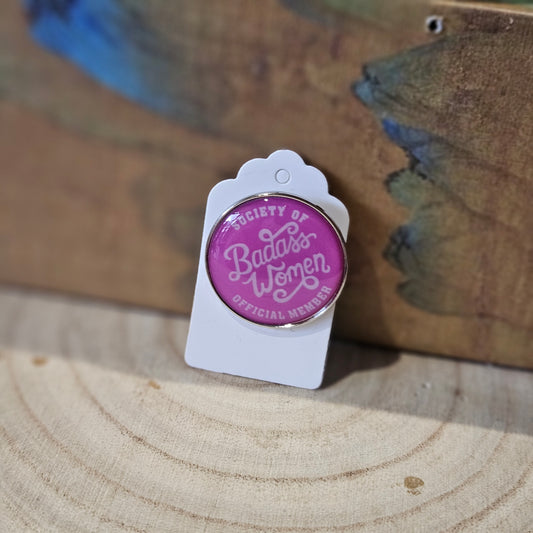 SOCIETY OF
Badass
Women
OFFICIAL MEMBER